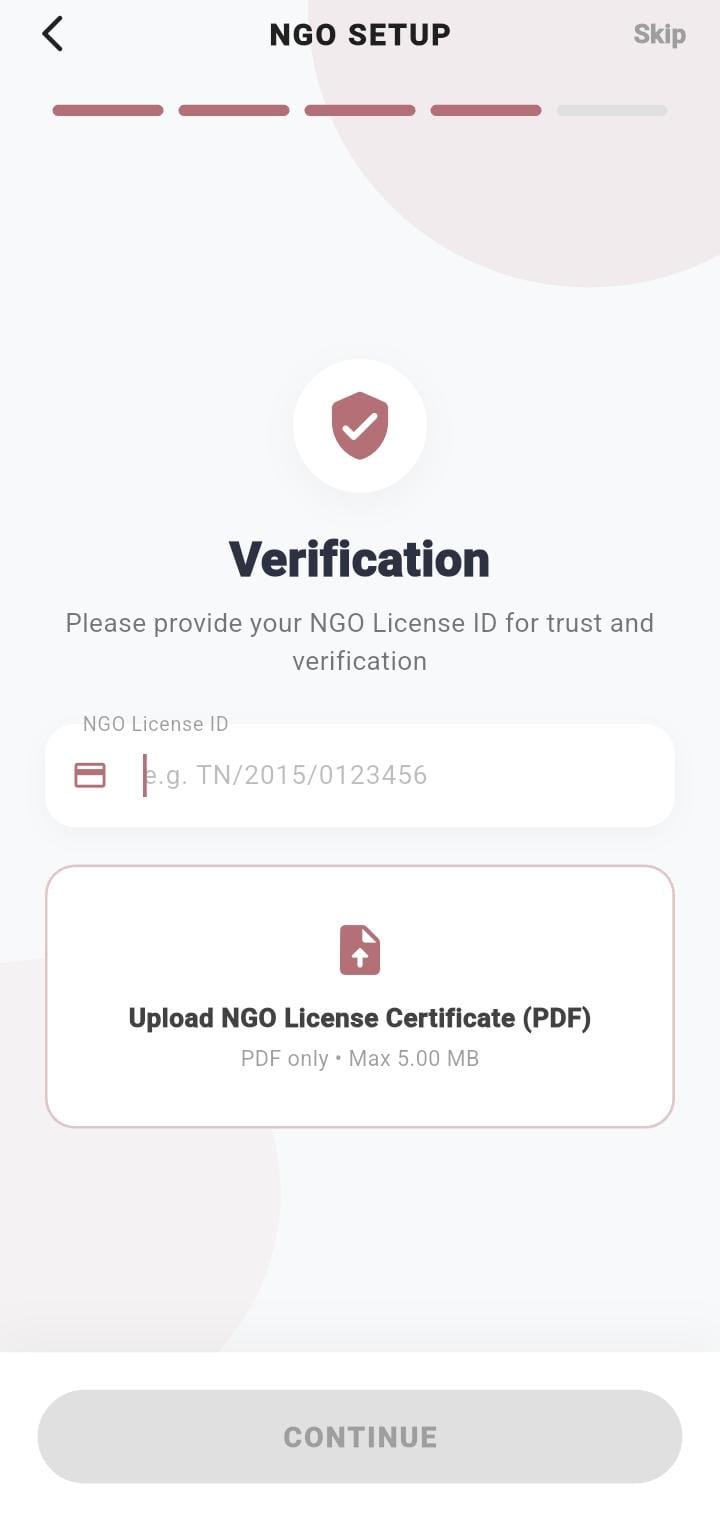 NGO SETUP
Skip
Verification
Please provide your NGO License ID for trust and
verification
NGO License ID
e.g. TN/2015/0123456
Upload NGO License Certificate (PDF)
PDF only • Max 5.00 MB
CONTINUE